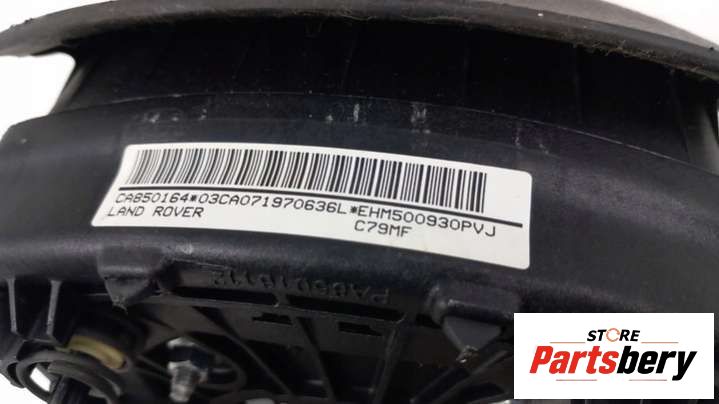 CA850164*03CA071970636L*EHM500930PVJ
LAND ROVER C79MF
STORE
Partsbery